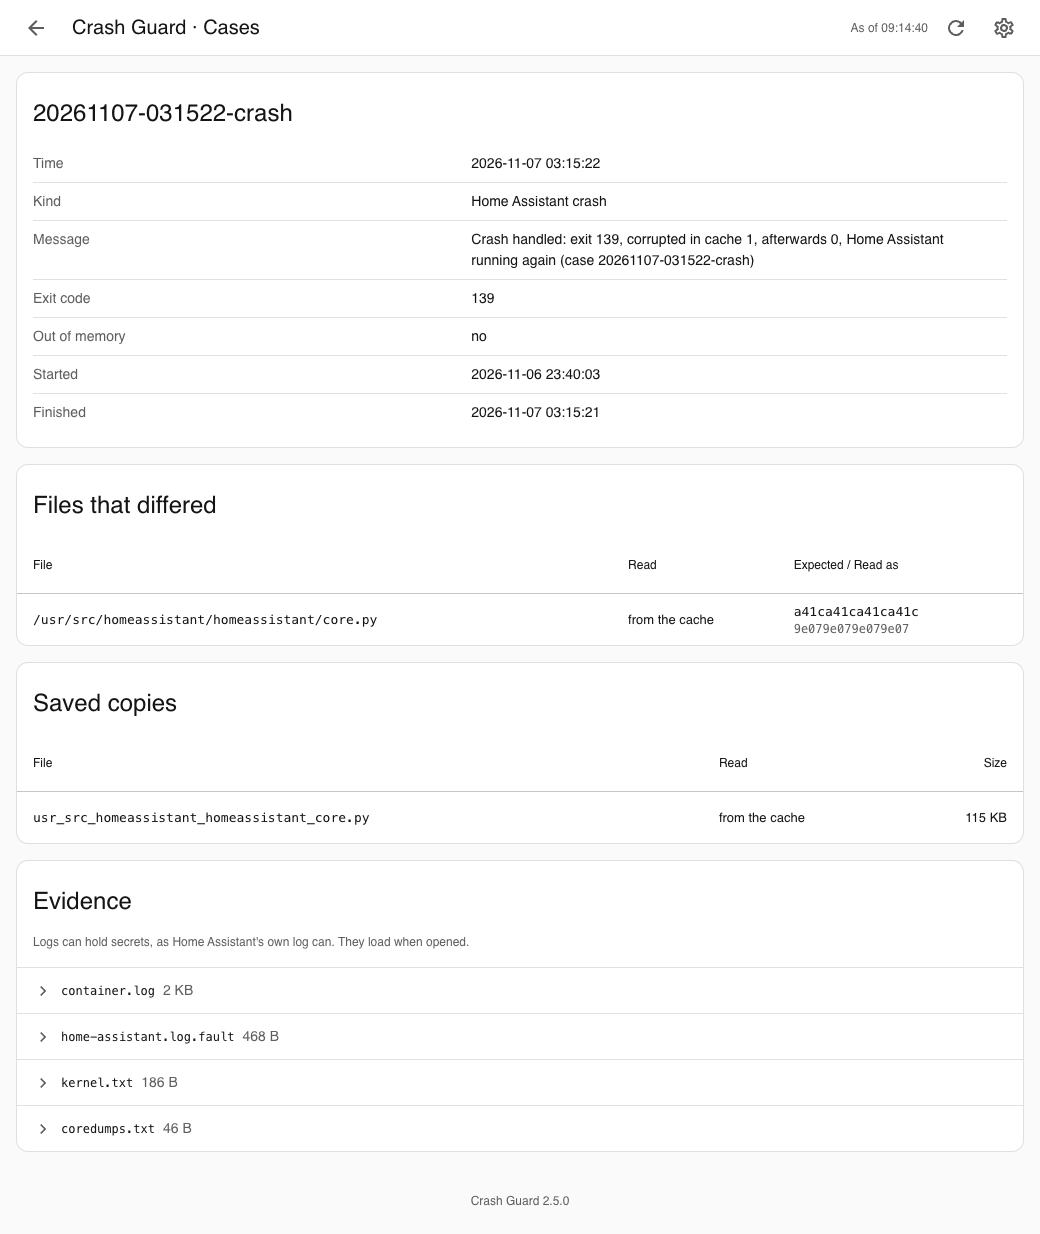 Crash Guard · Cases
As of 09:14:40
20261107-031522-crash
Time 2026-11-07 03:15:22
Kind Home Assistant crash
Message Crash handled: exit 139, corrupted in cache 1, afterwards 0, Home Assistant
running again (case 20261107-031522-crash)
Exit code 139
Out of memory no
Started 2026-11-06 23:40:03
Finished 2026-11-07 03:15:21
Files that differed
File Read Expected / Read as
/usr/src/homeassistant/homeassistant/core.py from the cache a41ca41ca41ca41c
9e079e079e079e07
Saved copies
File Read Size
usr_src_homeassistant_homeassistant_core.py from the cache 115 KB
Evidence
Logs can hold secrets, as Home Assistant's own log can. They load when opened.
container.log 2 KB
home-assistant.log.fault 468 B
kernel.txt 186 B
coredumps.txt 46 B
Crash Guard 2.5.0